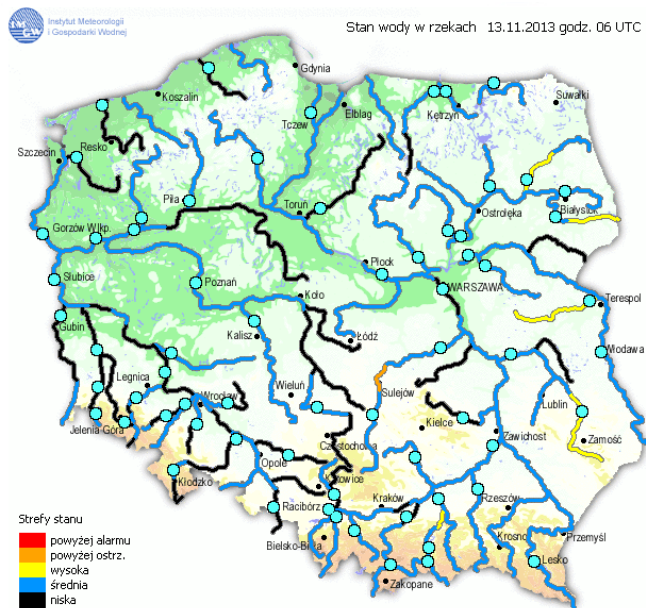 Instytut Meteorologii
i Gospodarki Wodnej
Stan wody w rzekach 13.11.2013 godz. 06 UTC
Gdynia
Koszalin
Suwałki
Elbląg
Kętrzyn
Tczew
Resko
Szczecin
Piła
Toruń
Ostrołęka
Białystok
Gorzów Wlkp.
Płock
Słubice
Poznań
WARSZAWA
Koło
Terespol
Gubin
Kalisz
Łódź
Włodawa
Legnica
Wieluń
Sulejów
Wrocław
Lublin
Jelenia Góra
Kielce
Zawichost
Zamość
Częstochowa
Opole
Kłodzko
Katowice
Rzeszów
Racibórz
Kraków
Przemyśl
Krosno
Bielsko-Biała
Lesko
Zakopane
Strefy stanu
powyżej alarmu
powyżej ostrz.
wysoka
średnia
niska